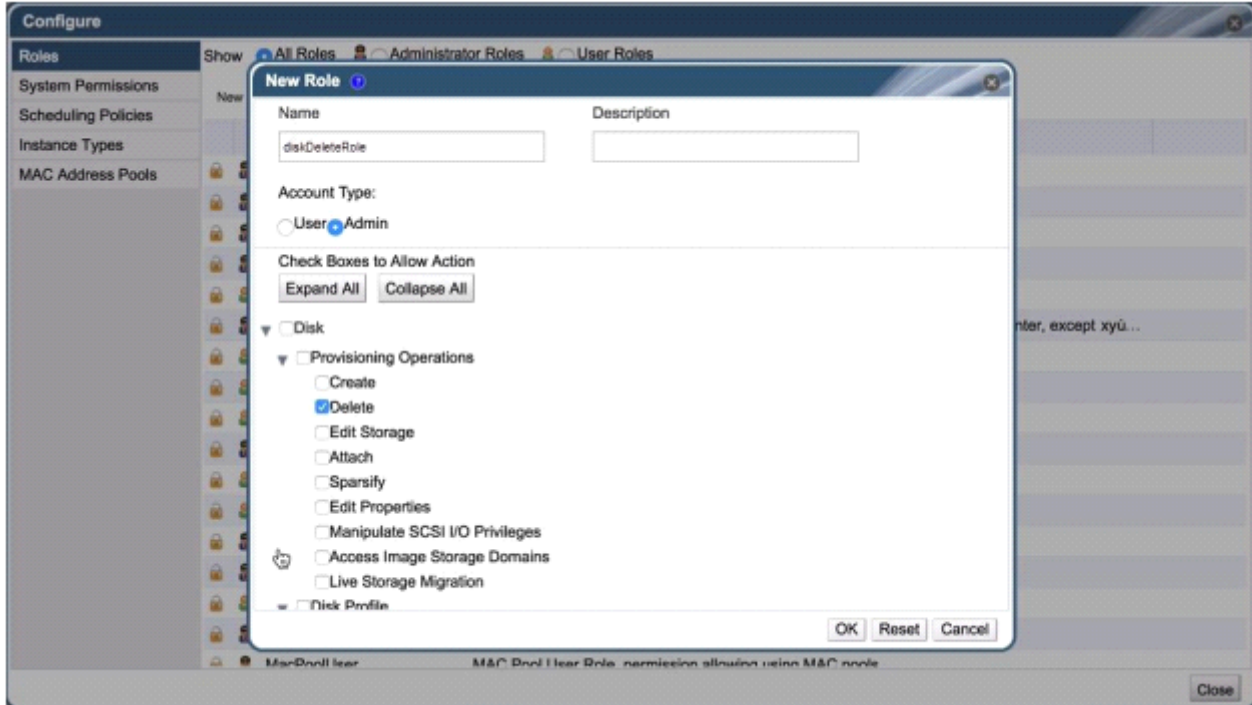 Configure
Roles
System Permissions
Scheduling Policies
Instance Types
MAC Address Pools
Show All Roles Administrator Roles User Roles
New
New Role ?
Name Description
diskDeleteRole
Account Type:
User Admin
Check Boxes to Allow Action
Expand All Collapse All
Disk
Provisioning Operations
Create
Delete
Edit Storage
Attach
Sparsify
Edit Properties
Manipulate SCSI I/O Privileges
Access Image Storage Domains
Live Storage Migration
Disk Profile
OK Reset Cancel
nter, except xyù...
MacPoolUser MAC Pool User Role, permission allowing using MAC pools
Close